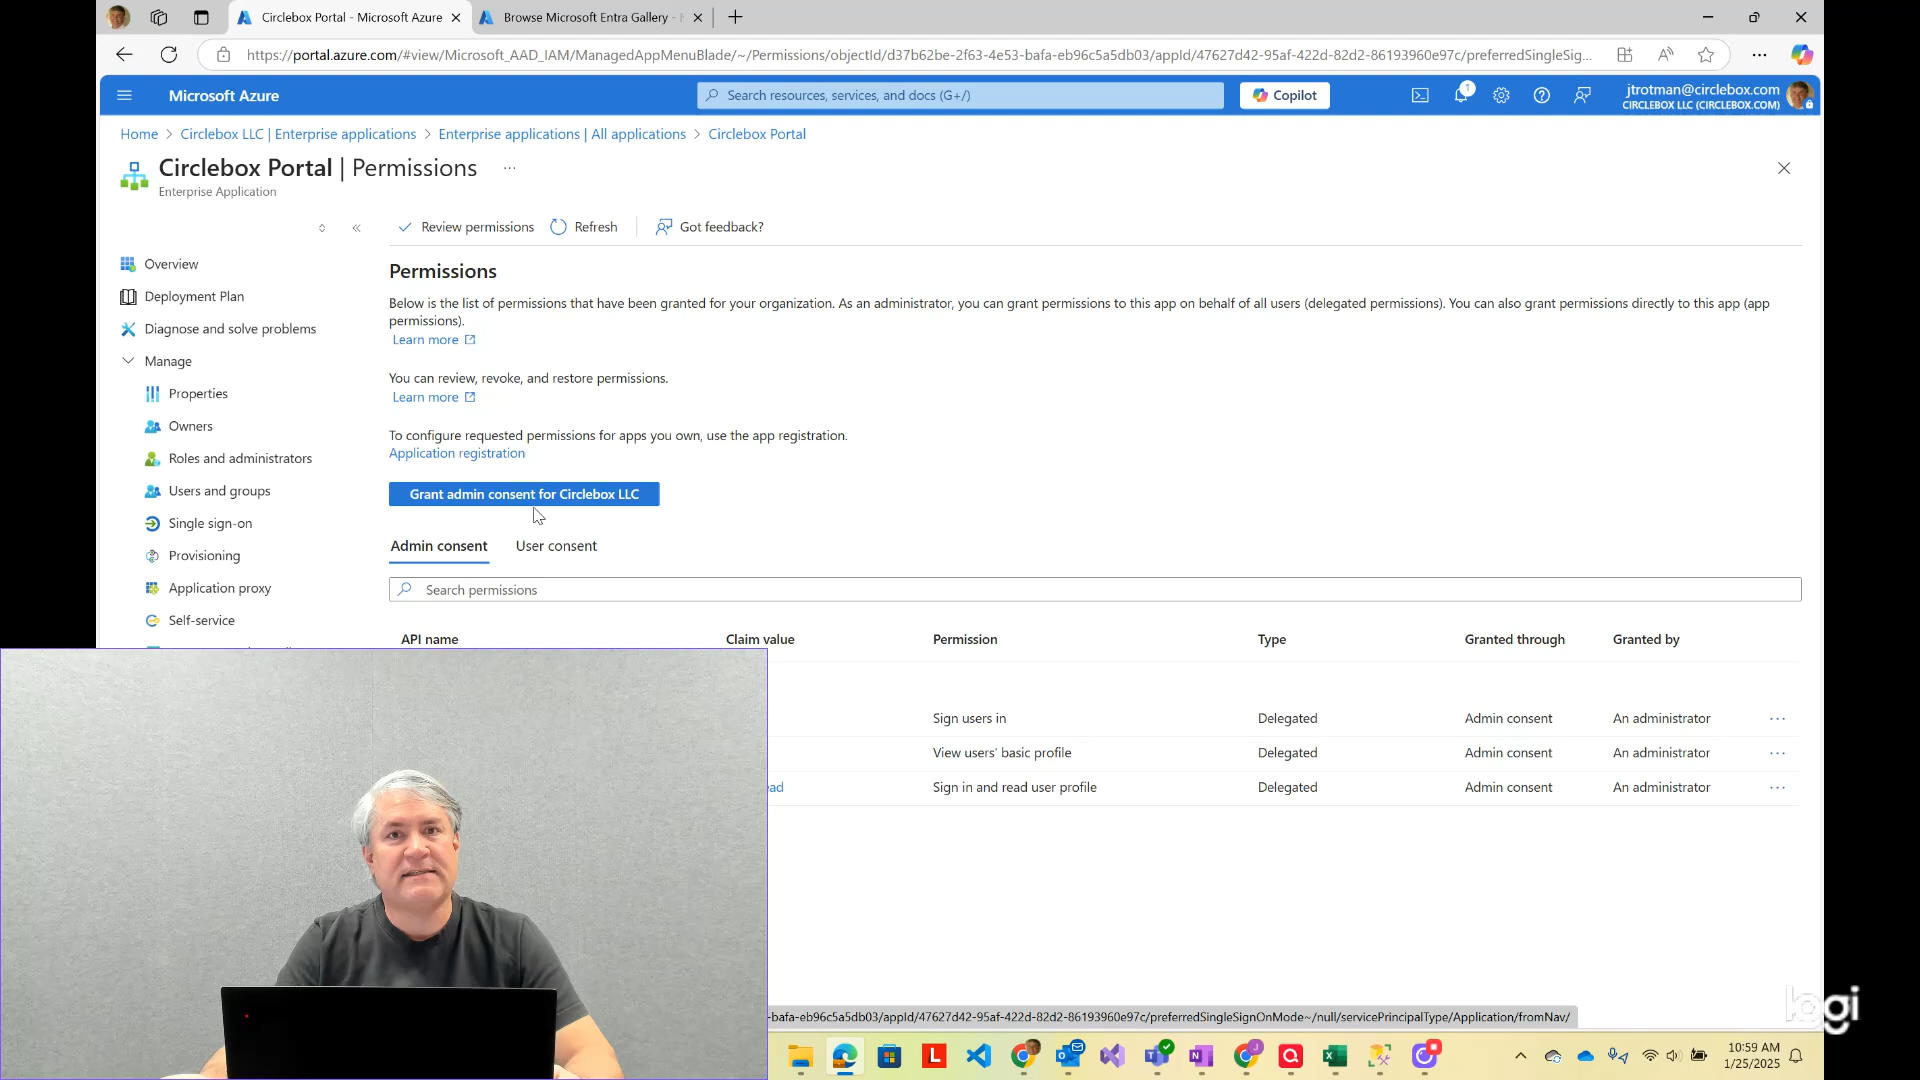 Circlebox Portal - Microsoft Azure
Browse Microsoft Entra Gallery -
https://portal.azure.com/#view/Microsoft_AAD_IAM/ManagedAppMenuBlade/~/Permissions/objectId/d37b62be-2f63-4e53-bafa-eb96c5a5db03/appId/47627d42-95af-422d-82d2-86193960e97c/preferredSingleSig...
Microsoft Azure
Search resources, services, and docs (G+/)
Copilot
1
jtrotman@circlebox.com
CIRCLEBOX LLC (CIRCLEBOX.COM)
Home > Circlebox LLC | Enterprise applications > Enterprise applications | All applications > Circlebox Portal
Circlebox Portal | Permissions ...
Enterprise Application
Review permissions Refresh Got feedback?
Overview
Deployment Plan
Diagnose and solve problems
Manage
Properties
Owners
Roles and administrators
Users and groups
Single sign-on
Provisioning
Application proxy
Self-service
Permissions
Below is the list of permissions that have been granted for your organization. As an administrator, you can grant permissions to this app on behalf of all users (delegated permissions). You can also grant permissions directly to this app (app
permissions).
Learn more
You can review, revoke, and restore permissions.
Learn more
To configure requested permissions for apps you own, use the app registration.
Application registration
Grant admin consent for Circlebox LLC
Admin consent User consent
Search permissions
API name Claim value Permission Type Granted through Granted by
Sign users in Delegated Admin consent An administrator ...
View users' basic profile Delegated Admin consent An administrator ...
ead Sign in and read user profile Delegated Admin consent An administrator ...
-bafa-eb96c5a5db03/appId/47627d42-95af-422d-82d2-86193960e97c/preferredSingleSignOnMode~/null/servicePrincipalType/Application/fromNav/
logi
10:59 AM
1/25/2025